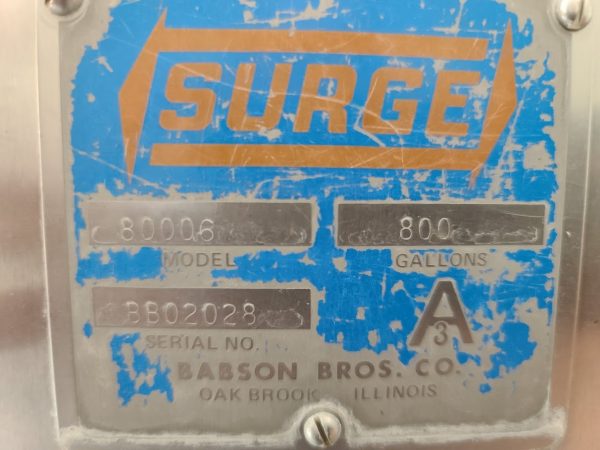 SURGE
80006 800
MODEL GALLONS
BB02028
SERIAL NO. A
3
BABSON BROS. CO.
OAK BROOK ILLINOIS